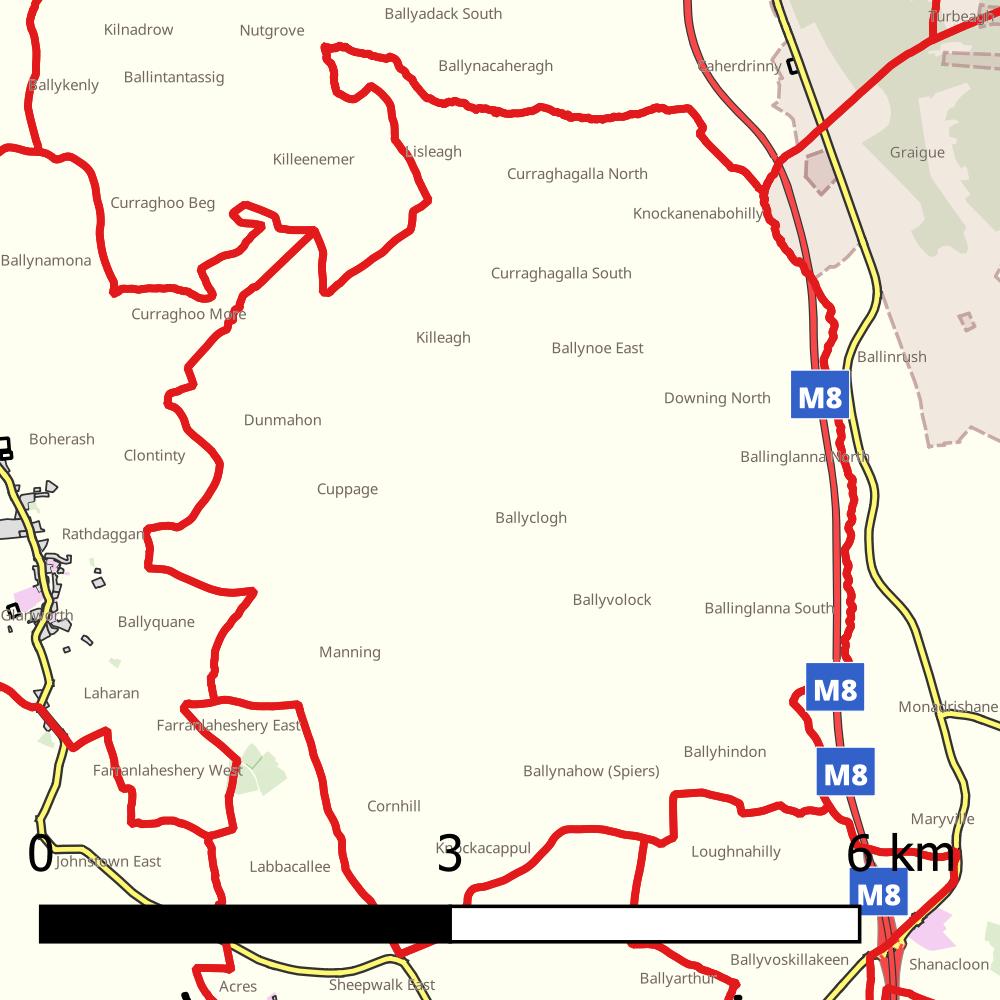 Ballyadack South
Turbeagh
Kilnadrow
Nutgrove
Ballynacaheragh
Caherdrinny
Ballintantassig
Ballykenly
Lisleagh
Graigue
Killeenemer
Curraghagalla North
Curraghoo Beg
Knockanenabohilly
Ballynamona
Curraghagalla South
Curraghoo More
Killeagh
Ballynoe East
Ballinrush
Downing North
M8
Dunmahon
Boherash
Clontinty
Ballinglanna North
Cuppage
Ballyclogh
Rathdaggan
Ballyvolock
Ballinglanna South
Glanworth
Ballyquane
Manning
M8
Laharan
Monadrishane
Farranlaheshery East
Ballyhindon
Farranlaheshery West
Ballynahow (Spiers)
M8
Cornhill
Maryville
Knockacappul
Loughnahilly
0 3 6 km
Johnstown East
Labbacallee
M8
Ballyvoskillakeen
Shanacloon
Ballyarthur
Acres
Sheepwalk East